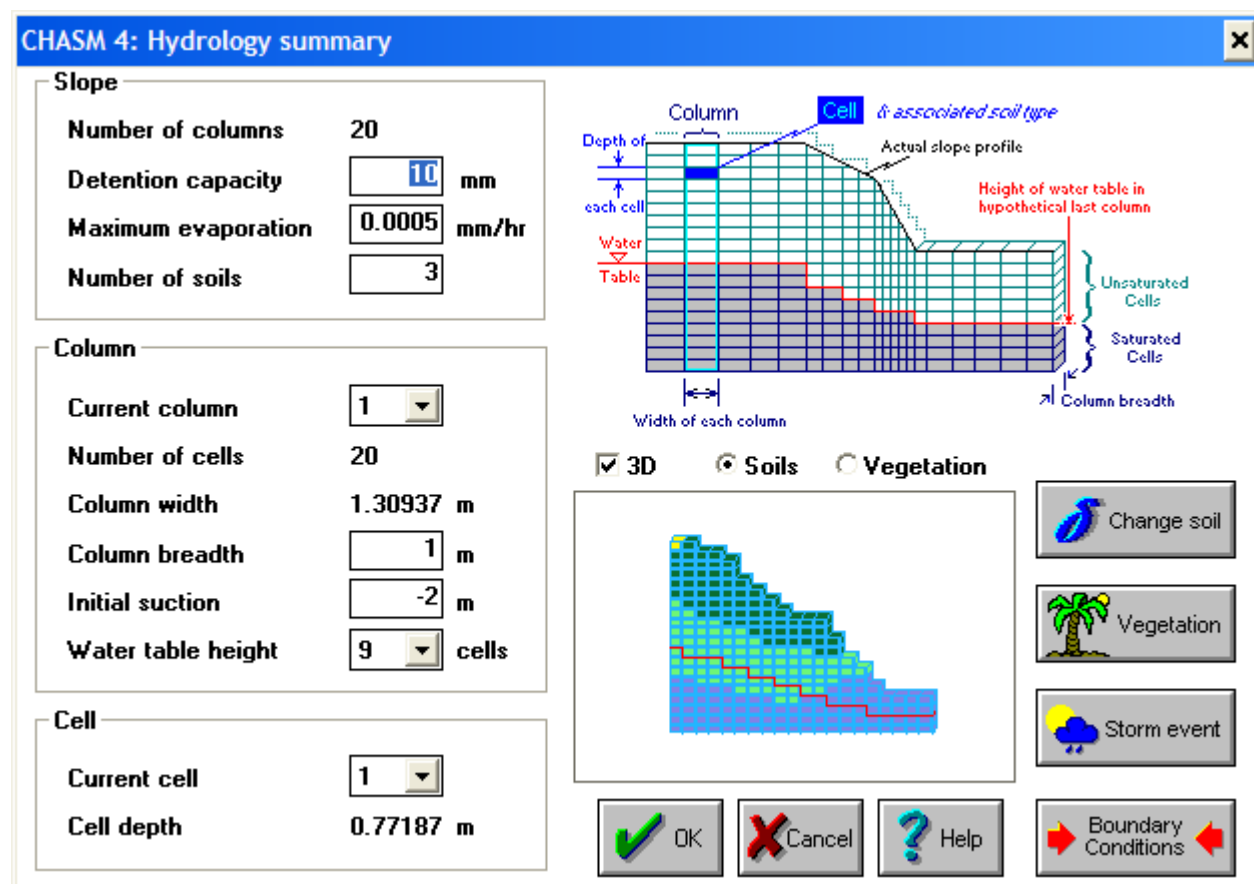 CHASM 4: Hydrology summary
Slope
Number of columns 20
Detention capacity 10 mm
Maximum evaporation 0.0005 mm/hr
Number of soils 3
Column
Current column 1
Number of cells 20
Column width 1.30937 m
Column breadth 1 m
Initial suction -2 m
Water table height 9 cells
Cell
Current cell 1
Cell depth 0.77187 m
Column
Cell & associated soil type
Depth of
each cell
Actual slope profile
Height of water table in
hypothetical last column
Water
Table
Unsaturated
Cells
Saturated
Cells
Column breadth
Width of each column
3D Soils Vegetation
Change soil
Vegetation
Storm event
Boundary
Conditions
OK Cancel Help